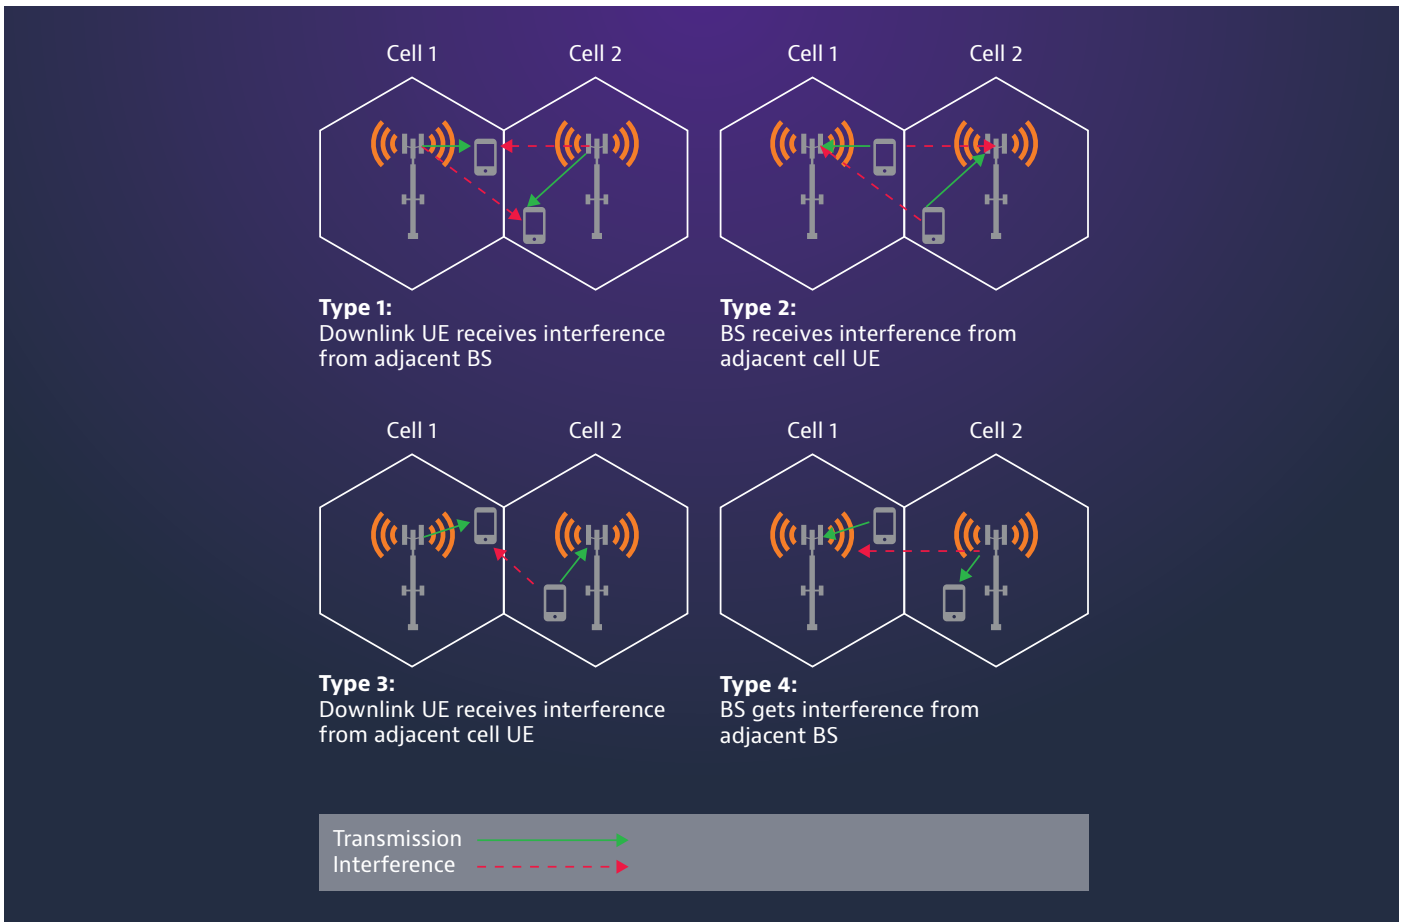 Cell 1
Cell 2
Cell 1
Cell 2
Type 1:
Downlink UE receives interference
from adjacent BS
Type 2:
BS receives interference from
adjacent cell UE
Cell 1
Cell 2
Cell 1
Cell 2
Type 3:
Downlink UE receives interference
from adjacent cell UE
Type 4:
BS gets interference from
adjacent BS
Transmission
Interference